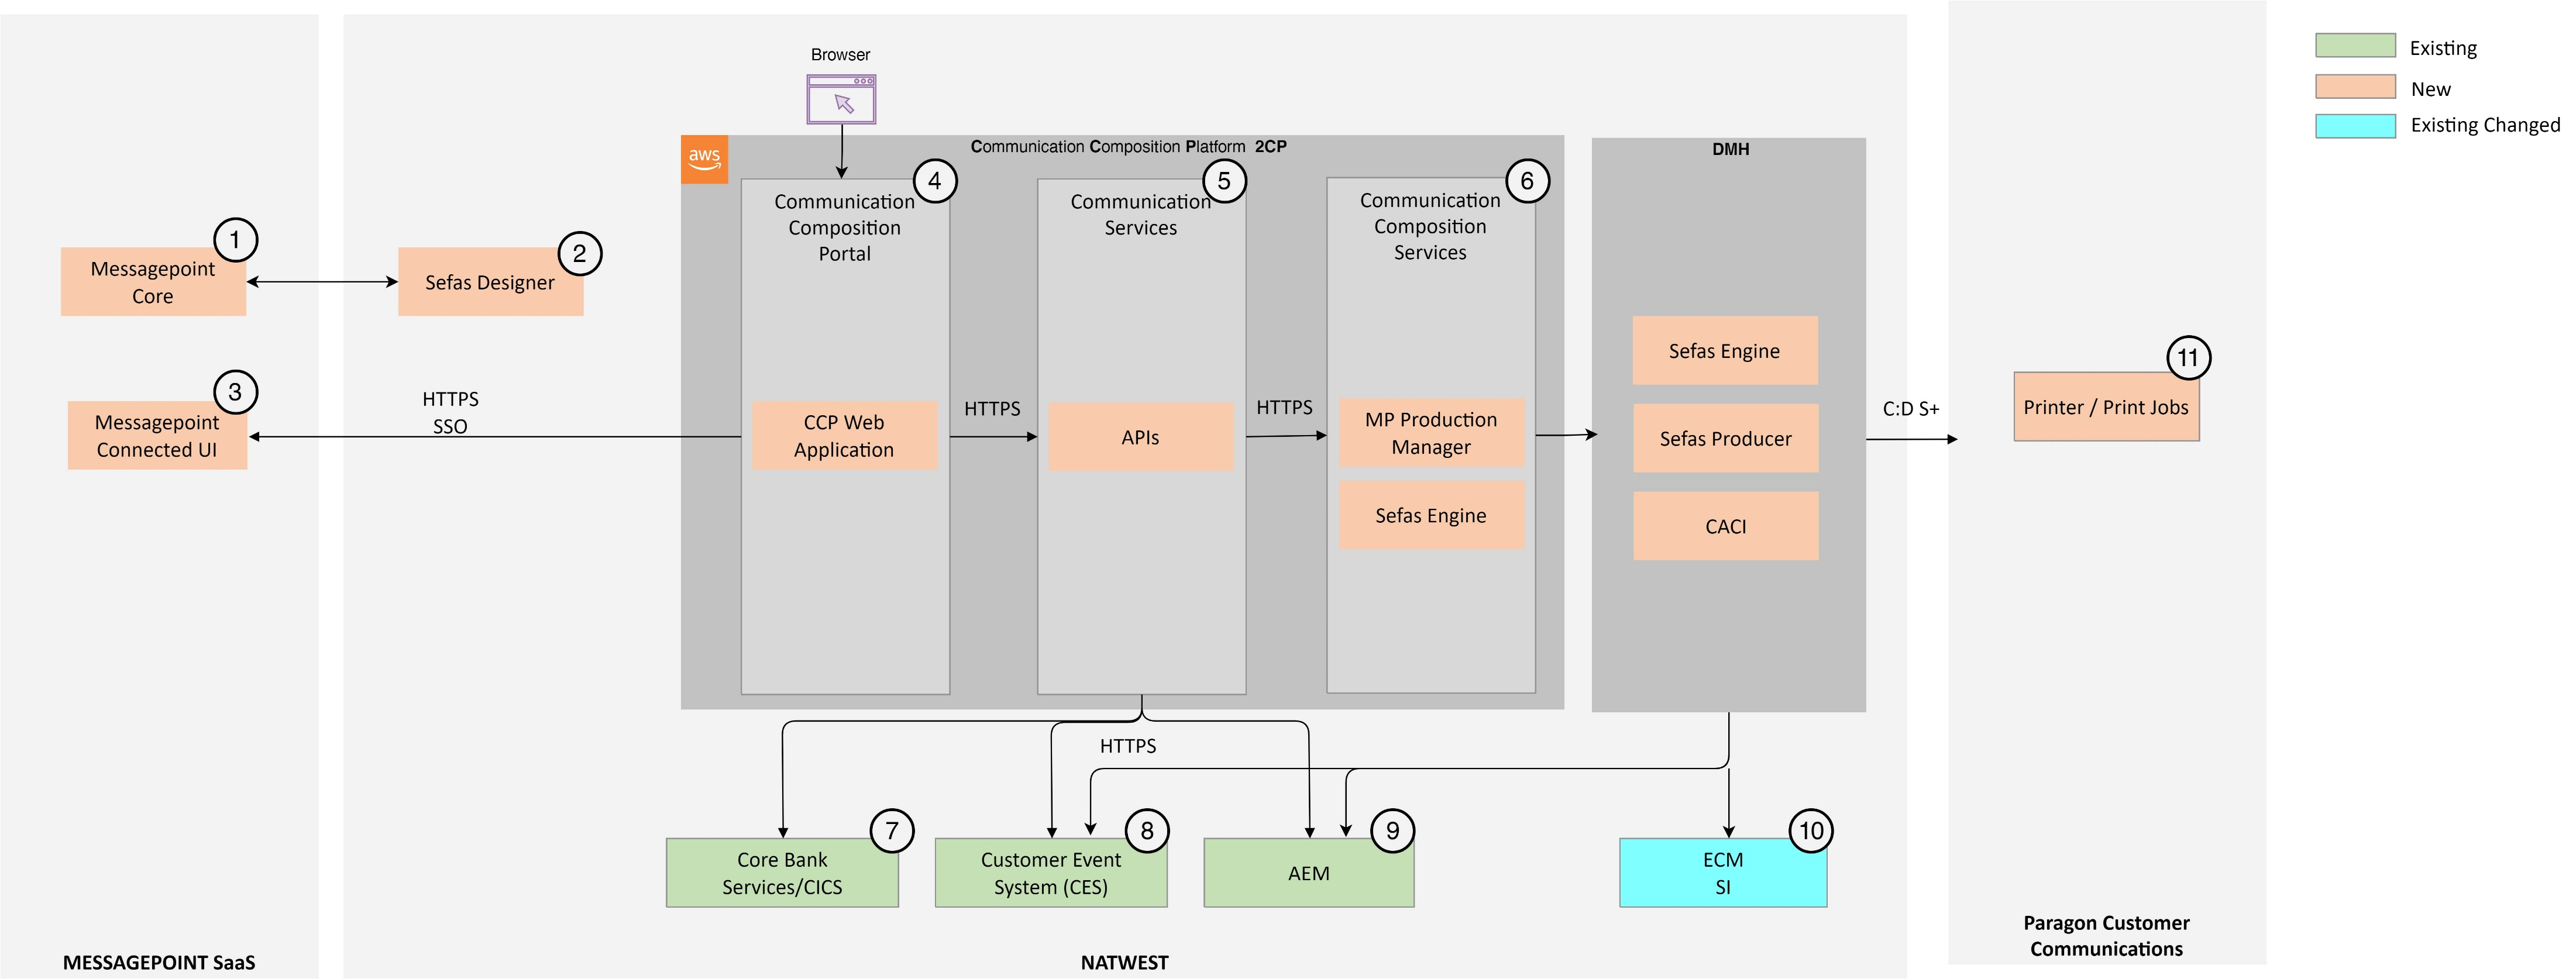 Browser
Existing
New
Existing Changed
aws
Communication Composition Platform 2CP
DMH
4
5
6
Communication
Composition
Portal
Communication
Services
Communication
Composition
Services
1
Messagepoint
Core
2
Sefas Designer
3
Messagepoint
Connected UI
HTTPS
SSO
CCP Web
Application
HTTPS
APIs
HTTPS
MP Production
Manager
Sefas Engine
Sefas Engine
Sefas Producer
CACI
C:D S+
11
Printer / Print Jobs
HTTPS
7
Core Bank
Services/CICS
8
Customer Event
System (CES)
9
AEM
10
ECM
SI
MESSAGEPOINT SaaS
NATWEST
Paragon Customer
Communications